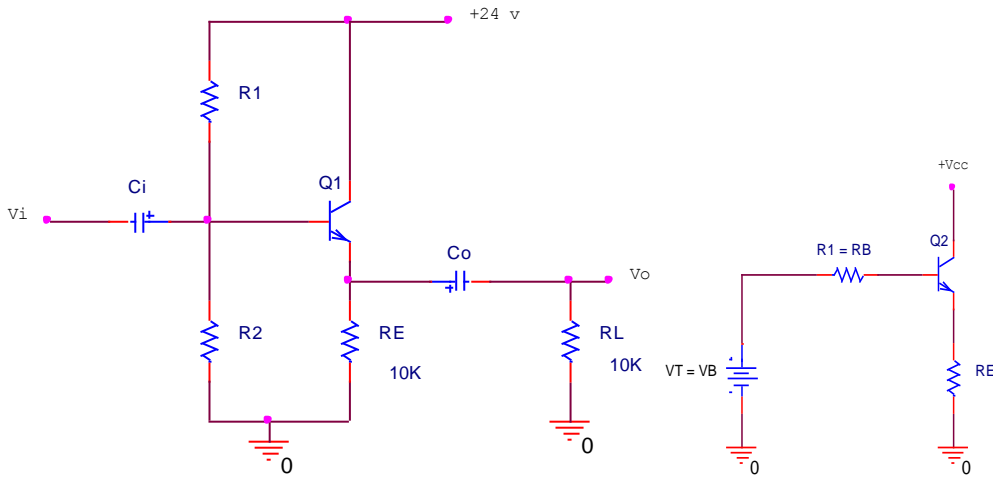 +24 v
R1
Ci
Q1
Vi
Co
Vo
R2
RE
10K
RL
10K
0
0
+Vcc
Q2
R1 = RB
VT = VB
RE
0
0